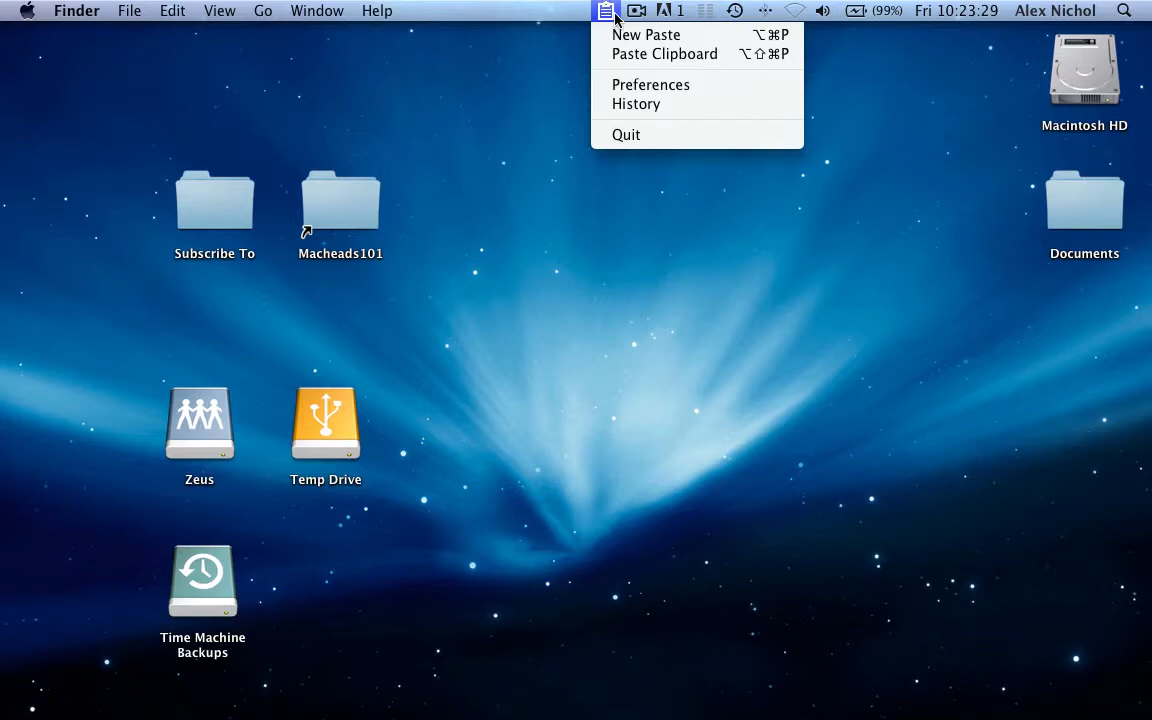 Finder File Edit View Go Window Help 1 (99%) Fri 10:23:29 Alex Nichol
New Paste ⌥⌘P
Paste Clipboard ⌥⇧⌘P
Preferences
History
Quit
Macintosh HD
Subscribe To
Macheads101
Documents
Zeus
Temp Drive
Time Machine
Backups